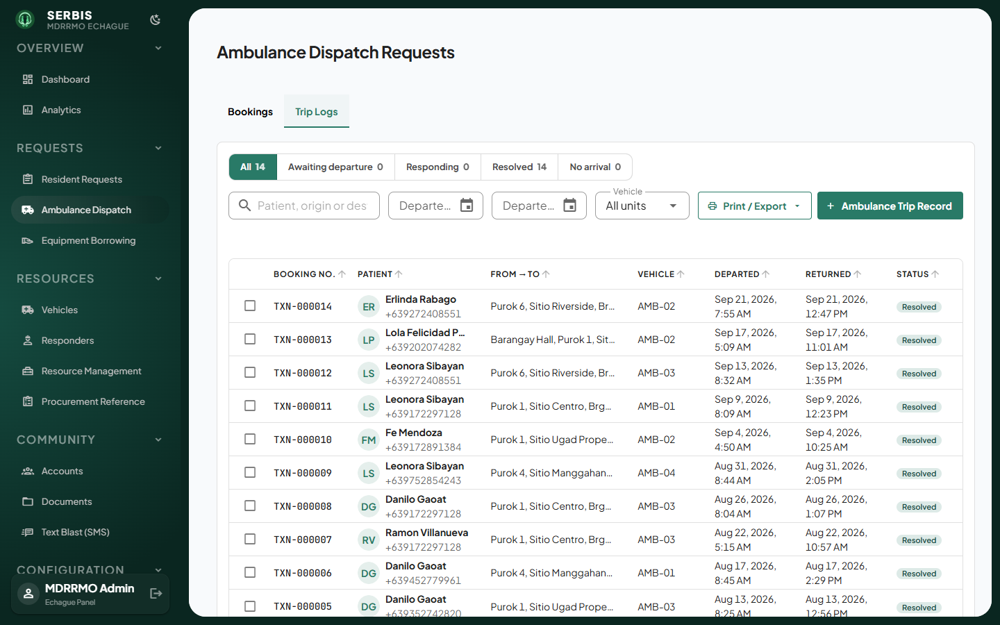 SERBIS
MDRRMO ECHAGUE
OVERVIEW
Dashboard
Analytics
REQUESTS
Resident Requests
Ambulance Dispatch
Equipment Borrowing
RESOURCES
Vehicles
Responders
Resource Management
Procurement Reference
COMMUNITY
Accounts
Documents
Text Blast (SMS)
CONFIGURATION
MDRRMO Admin
Echague Panel
Ambulance Dispatch Requests
Bookings
Trip Logs
All 14
Awaiting departure 0
Responding 0
Resolved 14
No arrival 0
Patient, origin or des
Departe...
Departe...
Vehicle
All units
Print / Export
+ Ambulance Trip Record
BOOKING NO. ↑ PATIENT ↑ FROM → TO ↑ VEHICLE ↑ DEPARTED ↑ RETURNED ↑ STATUS ↑
TXN-000014 ER Erlinda Rabago +639272408551 Purok 6, Sitio Riverside, Br... AMB-02 Sep 21, 2026, 7:55 AM Sep 21, 2026, 12:47 PM Resolved
TXN-000013 LP Lola Felicidad P... +639202074282 Barangay Hall, Purok 1, Sit... AMB-02 Sep 17, 2026, 5:09 AM Sep 17, 2026, 11:01 AM Resolved
TXN-000012 LS Leonora Sibayan +639272408551 Purok 6, Sitio Riverside, Br... AMB-03 Sep 13, 2026, 8:32 AM Sep 13, 2026, 1:35 PM Resolved
TXN-000011 LS Leonora Sibayan +639172297128 Purok 1, Sitio Centro, Brg... AMB-01 Sep 9, 2026, 8:09 AM Sep 9, 2026, 12:23 PM Resolved
TXN-000010 FM Fe Mendoza +639172891384 Purok 1, Sitio Ugad Prope... AMB-02 Sep 4, 2026, 4:50 AM Sep 4, 2026, 10:25 AM Resolved
TXN-000009 LS Leonora Sibayan +639752854243 Purok 4, Sitio Manggahan... AMB-04 Aug 31, 2026, 8:44 AM Aug 31, 2026, 2:05 PM Resolved
TXN-000008 DG Danilo Gaoat +639172297128 Purok 1, Sitio Centro, Brg... AMB-03 Aug 26, 2026, 8:04 AM Aug 26, 2026, 1:07 PM Resolved
TXN-000007 RV Ramon Villanueva +639172297128 Purok 1, Sitio Centro, Brg... AMB-03 Aug 22, 2026, 5:15 AM Aug 22, 2026, 10:57 AM Resolved
TXN-000006 DG Danilo Gaoat +639452779961 Purok 4, Sitio Manggahan... AMB-01 Aug 17, 2026, 8:45 AM Aug 17, 2026, 2:29 PM Resolved
TXN-000005 DG Danilo Gaoat +639352742820 Purok 1, Sitio Ugad Prope... AMB-03 Aug 13, 2026, 8:25 AM Aug 13, 2026, 12:56 PM Resolved